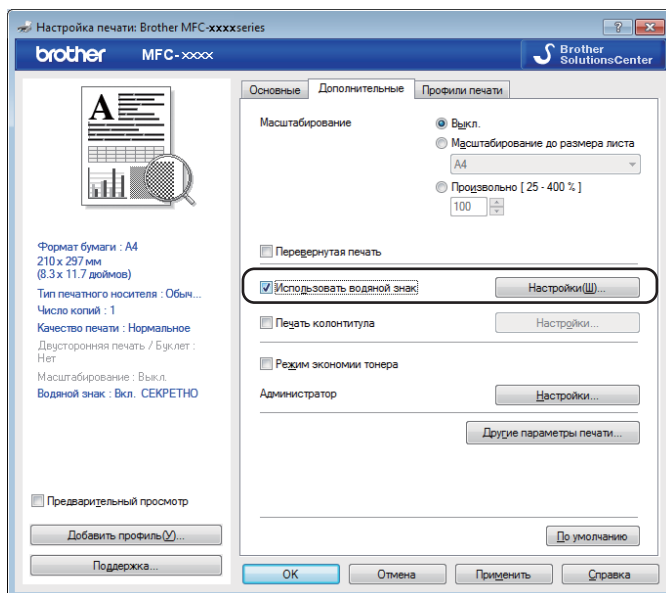 Настройка печати: Brother MFC-xxxxseries
brother MFC-xxxx
Brother
SolutionsCenter
Основные Дополнительные Профили печати
Масштабирование
Выкл.
Масштабирование до размера листа
A4
Произвольно [ 25 - 400 % ]
100
Перевернутая печать
Использовать водяной знак Настройки(Ш)...
Печать колонтитула Настройки...
Режим экономии тонера
Администратор Настройки...
Другие параметры печати...
По умолчанию
A
Формат бумаги : A4
210 x 297 мм
(8.3 x 11.7 дюймов)
Тип печатного носителя : Обыч...
Число копий : 1
Качество печати : Нормальное
Двусторонняя печать / Буклет :
Нет
Масштабирование : Выкл.
Водяной знак : Вкл. СЕКРЕТНО
Предварительный просмотр
Добавить профиль(У)...
Поддержка...
OK Отмена Применить Справка